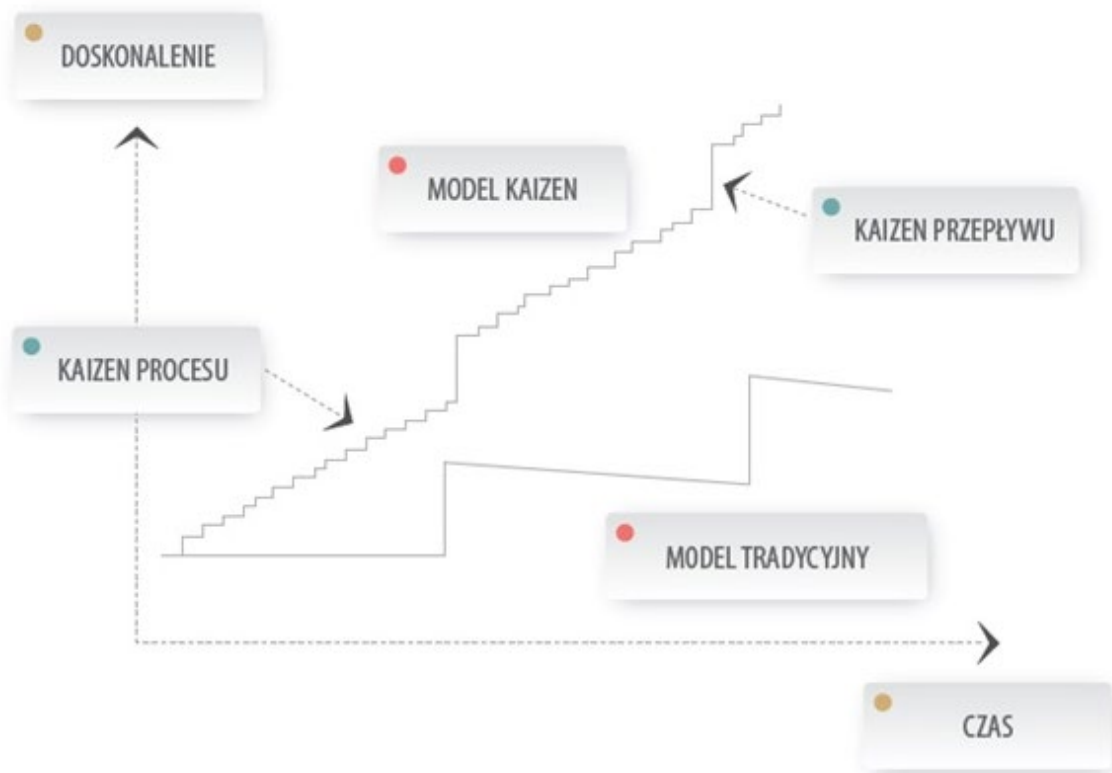 DOSKONALENIE
MODEL KAIZEN
KAIZEN PRZEPŁYWU
KAIZEN PROCESU
MODEL TRADYCYJNY
CZAS